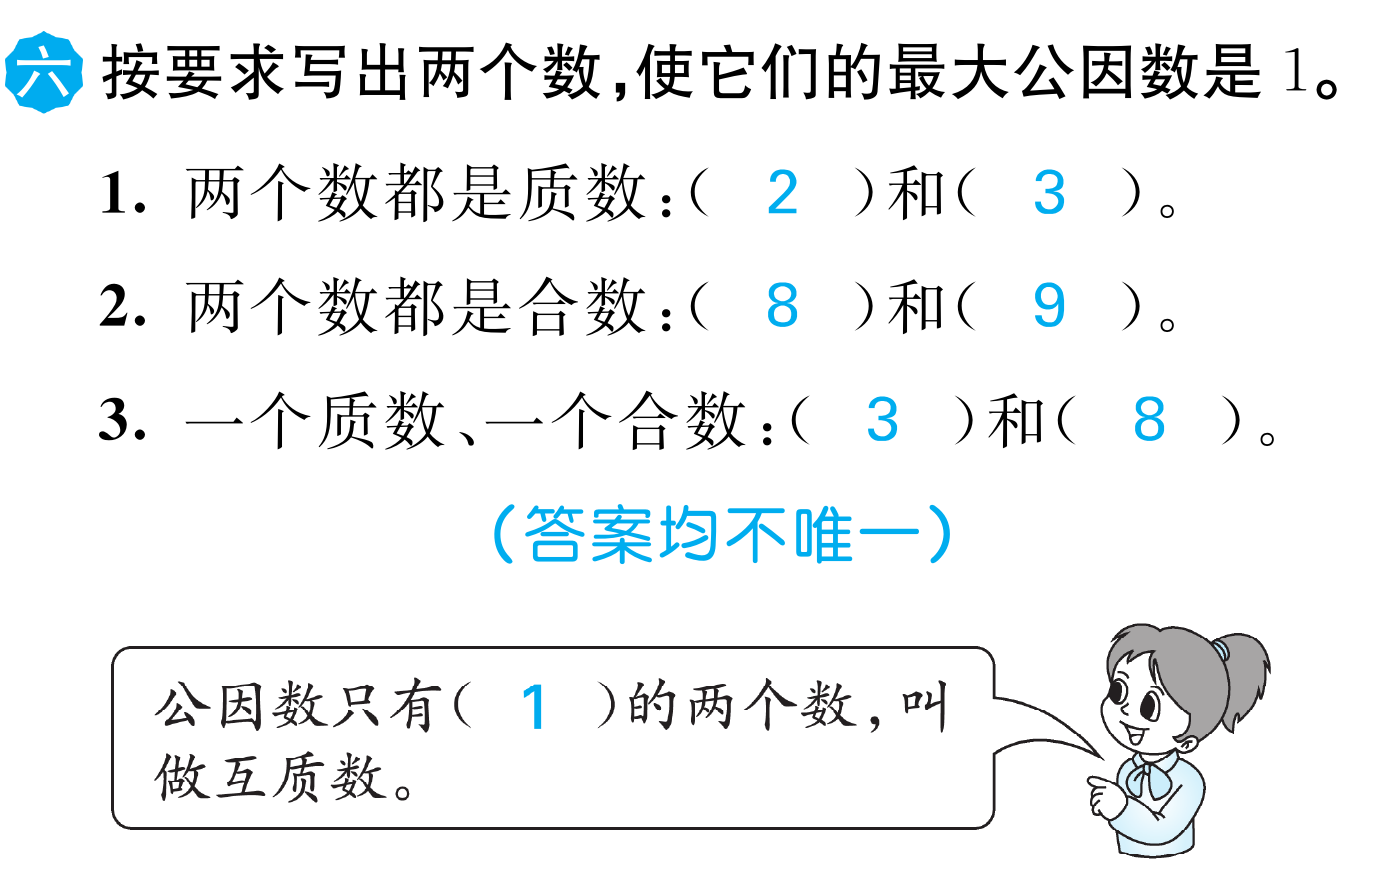 六 按要求写出两个数,使它们的最大公因数是1。
1. 两个数都是质数:( 2 )和( 3 )。
2. 两个数都是合数:( 8 )和( 9 )。
3. 一个质数、一个合数:( 3 )和( 8 )。
(答案均不唯一)
公因数只有( 1 )的两个数,叫
做互质数。